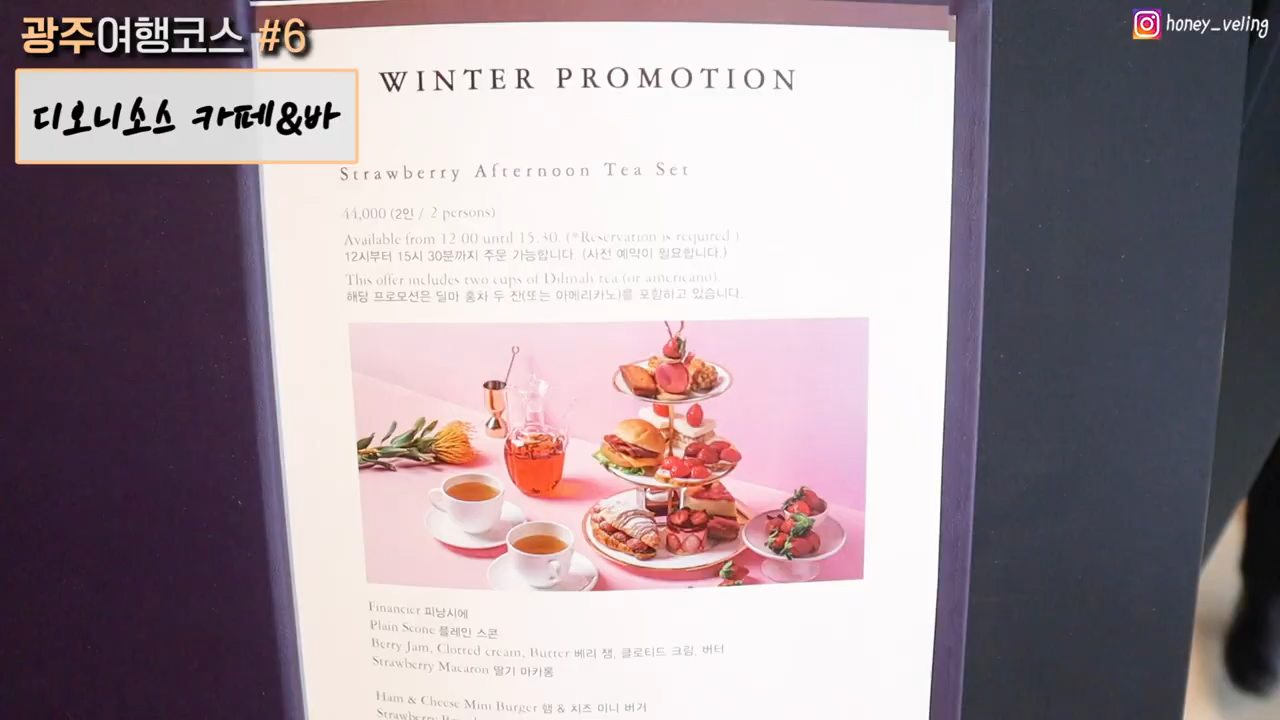 광주여행코스 #6
honey_veling
디오니소스 카페&바
WINTER PROMOTION
Strawberry Afternoon Tea Set
44,000 (2인 / 2 persons)
Available from 12:00 until 15:30. (*Reservation is required.)
12시부터 15시 30분까지 주문 가능합니다. (사전 예약이 필요합니다.)
This offer includes two cups of Dilmah tea (or americano).
해당 프로모션은 딜마 홍차 두 잔(또는 아메리카노)를 포함하고 있습니다.
Financier 피낭시에
Plain Scone 플레인 스콘
Berry Jam, Clotted cream, Butter 베리 잼, 클로티드 크림, 버터
Strawberry Macaron 딸기 마카롱
Ham & Cheese Mini Burger 햄 & 치즈 미니 버거
Strawberry